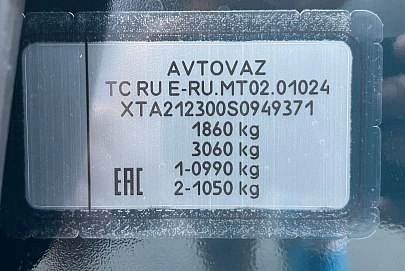 AVTOVAZ
TC RU E-RU.MT02.01024
XTA212300S0949371
1860 kg
3060 kg
1-0990 kg
EAC 2-1050 kg